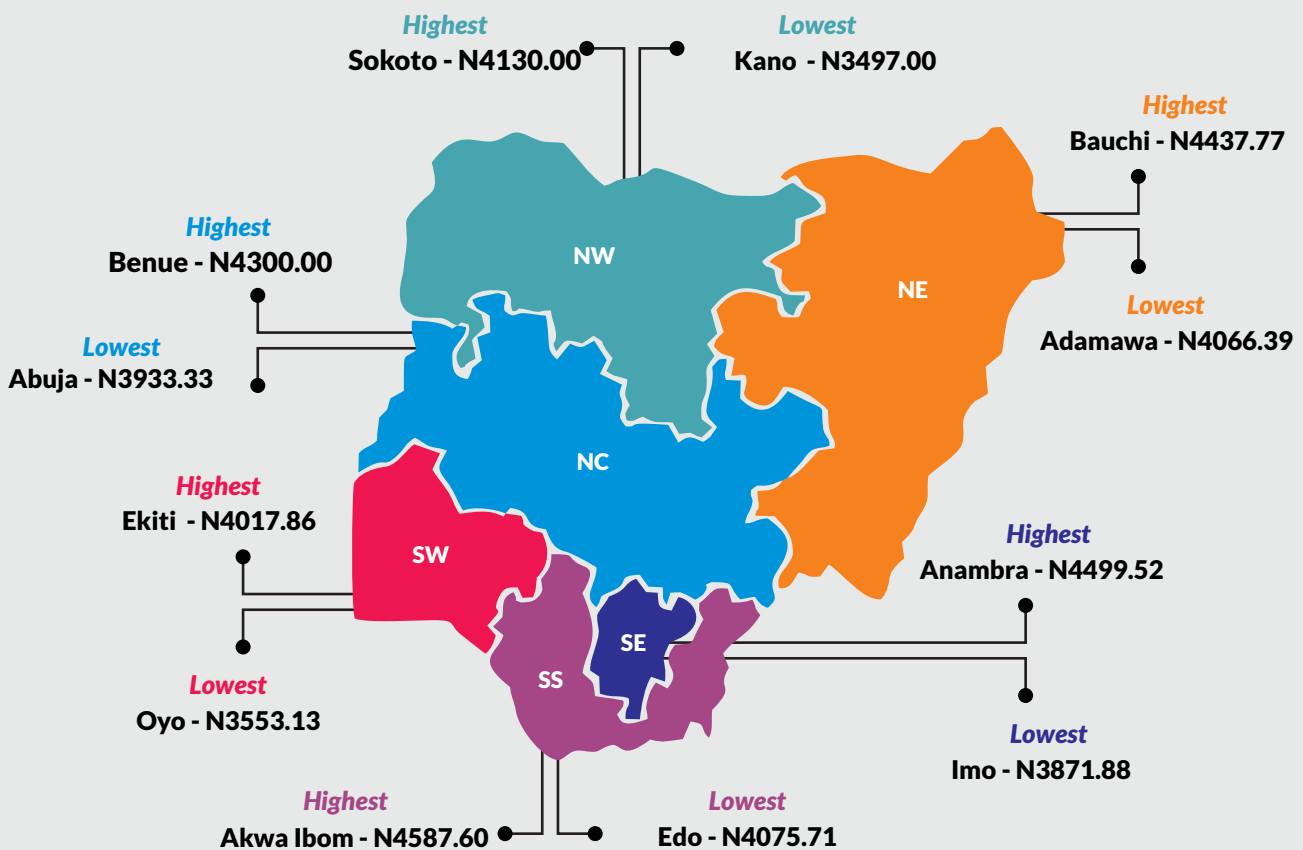 Highest
Sokoto - N4130.00
Lowest
Kano - N3497.00
Highest
Bauchi - N4437.77
Lowest
Adamawa - N4066.39
Highest
Benue - N4300.00
Lowest
Abuja - N3933.33
NW
NE
NC
SW
SE
SS
Highest
Ekiti - N4017.86
Lowest
Oyo - N3553.13
Highest
Anambra - N4499.52
Lowest
Imo - N3871.88
Highest
Akwa Ibom - N4587.60
Lowest
Edo - N4075.71